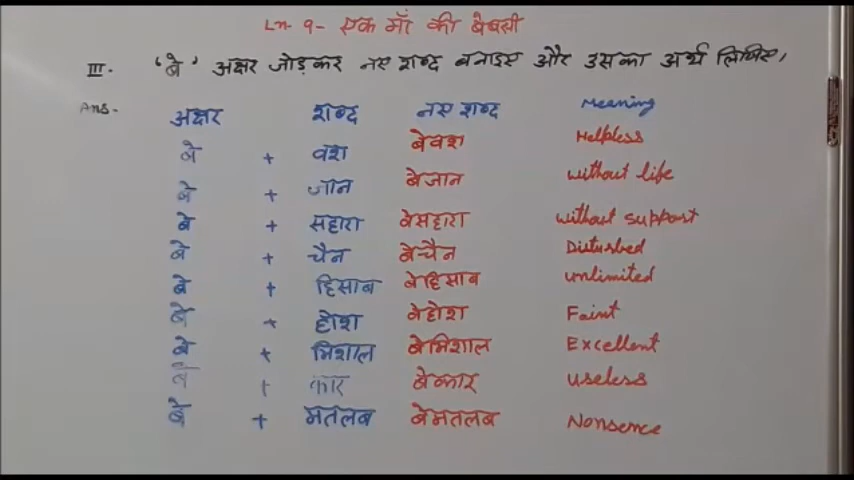 Ln-9- एक माँ की बेबसी
III. 'बे' अक्षर जोड़कर नए शब्द बनाइए और उसका अर्थ लिखिए,
Ans- अक्षर शब्द नए शब्द Meaning
बे + वश बेवश Helpless
बे + जान बेजान without life
बे + सहारा बेसहारा without support
बे + चैन बेचैन Disturbed
बे + हिसाब बेहिसाब unlimited
बे + होश बेहोश Faint
बे + मिशाल बेमिशाल Excellent
बे + कार बेकार useless
बे + मतलब बेमतलब Nonsence